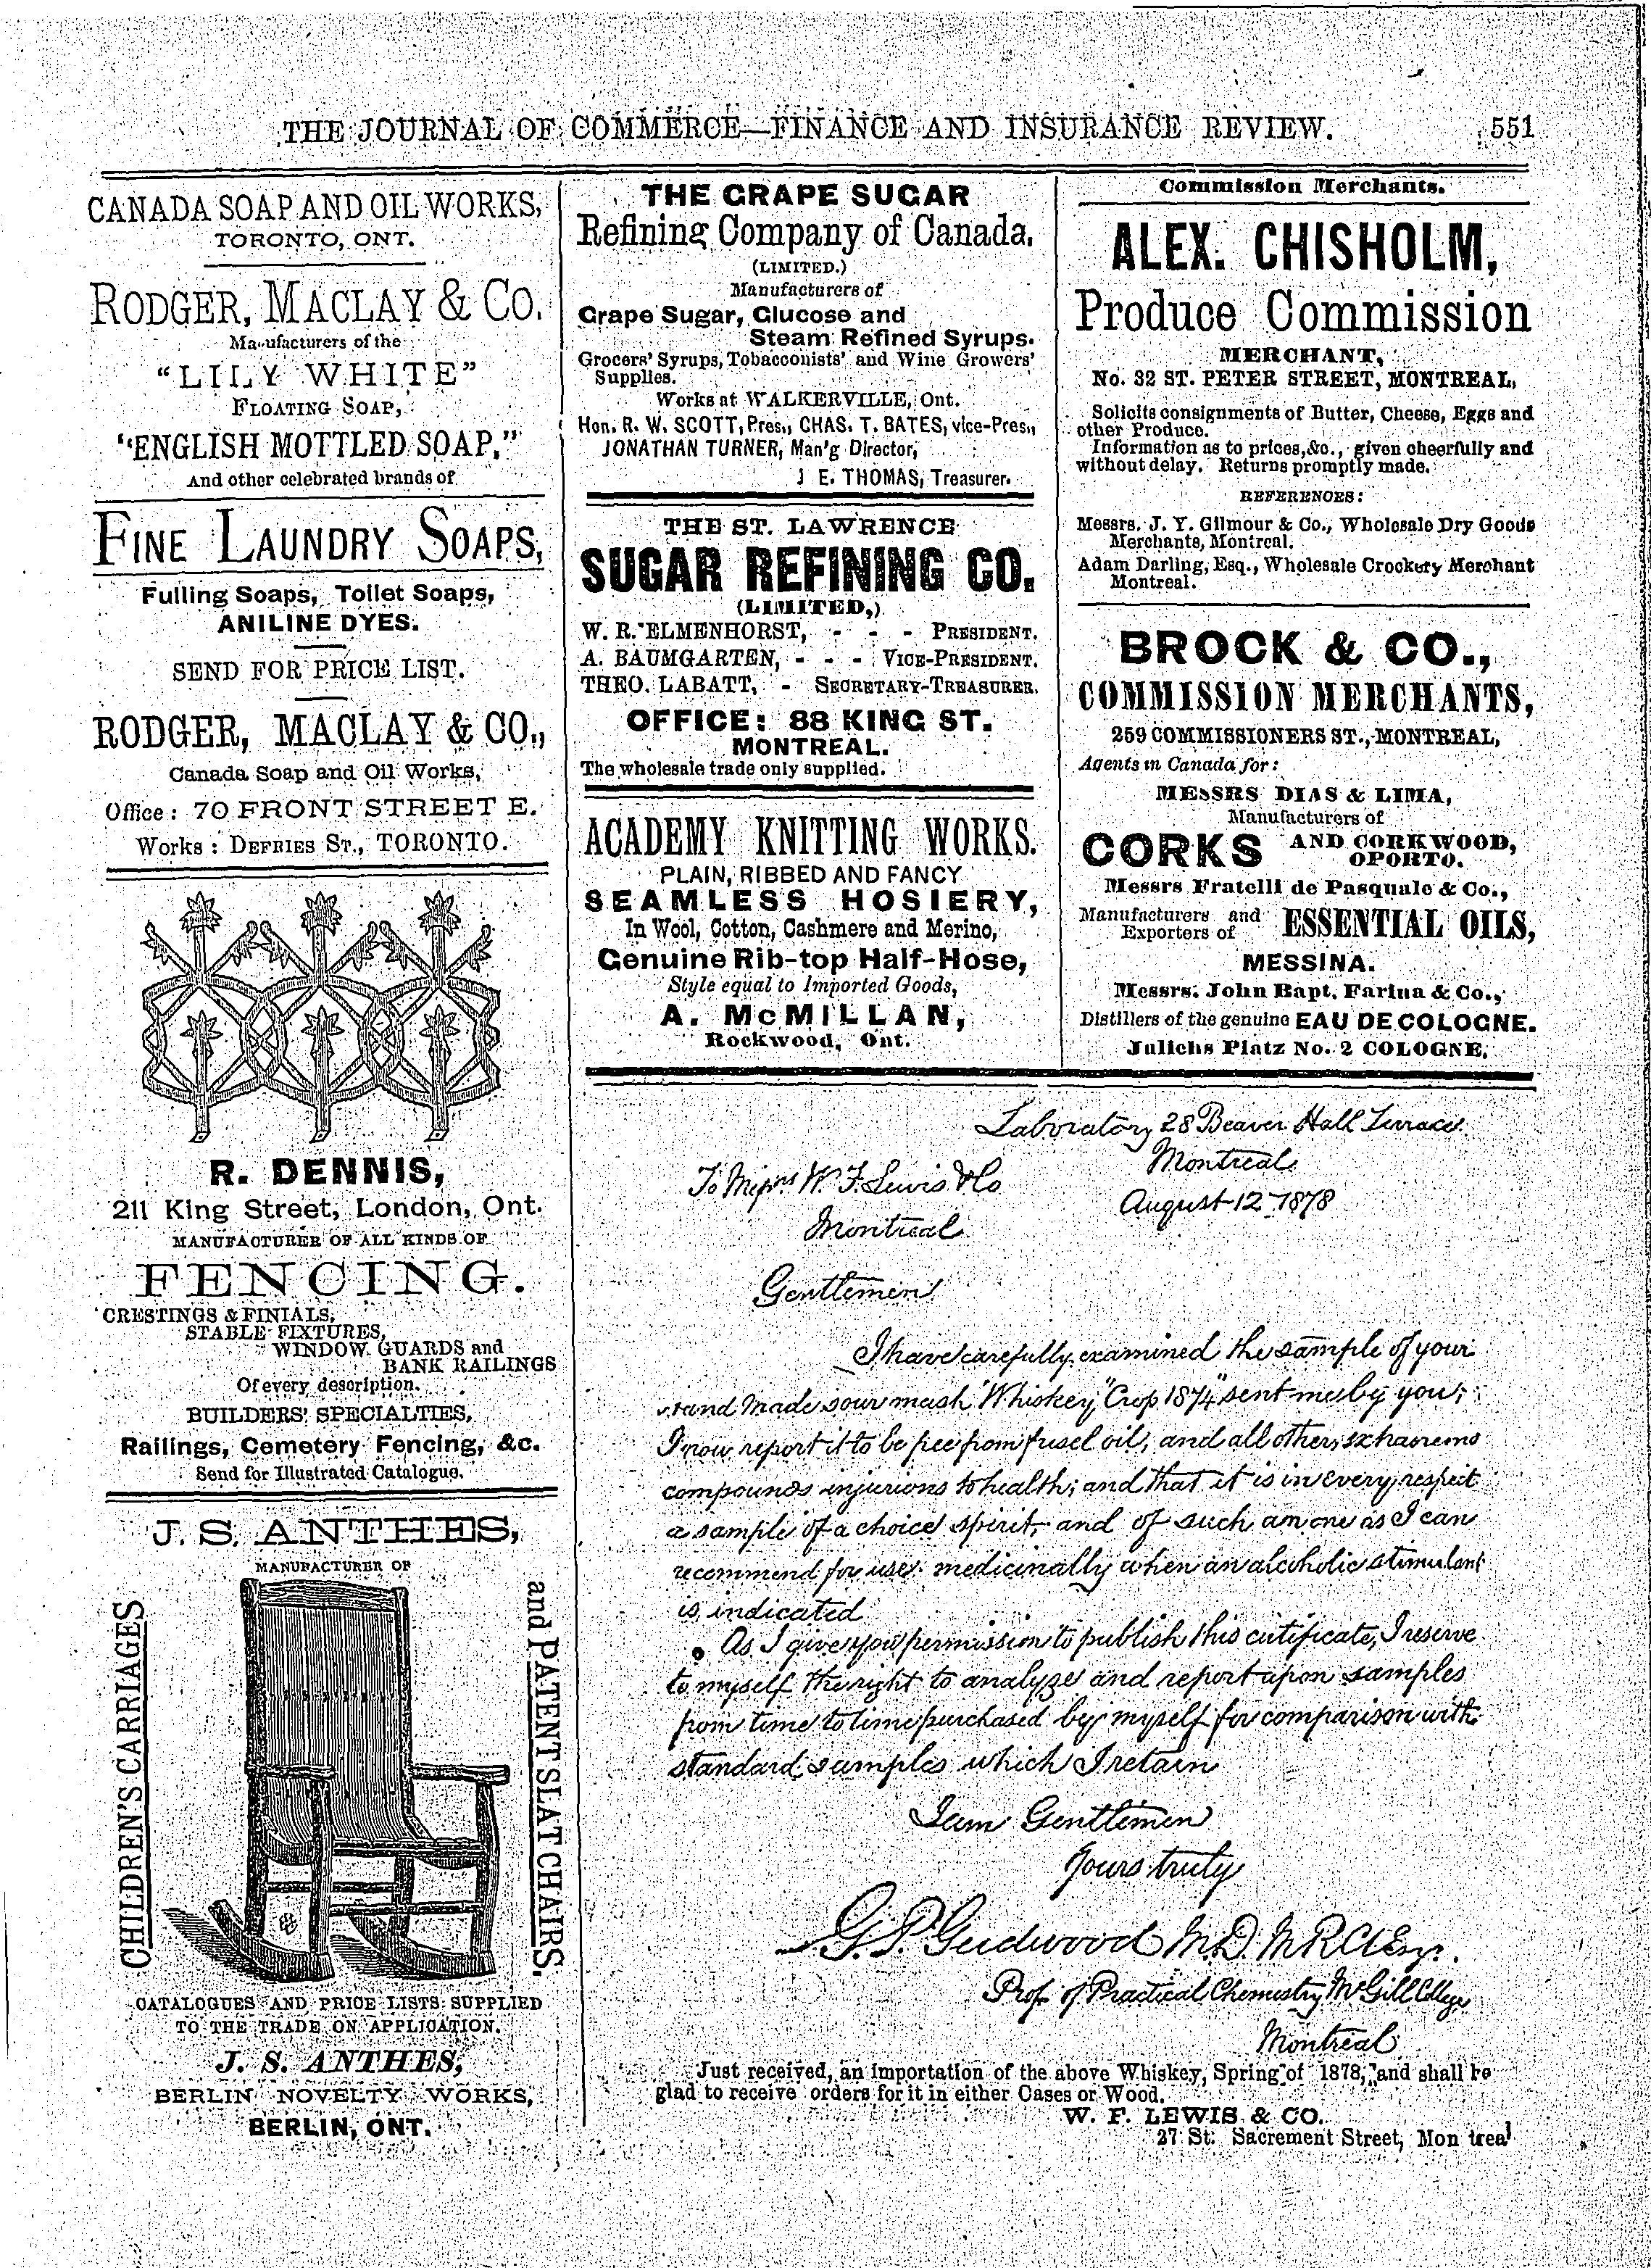 THE JOURNAL OF COMMERCE—FINANCE AND INSURANCE REVIEW. 551
CANADA SOAP AND OIL WORKS,
TORONTO, ONT.
RODGER, MACLAY & CO.
Manufacturers of the
"LILY WHITE"
FLOATING SOAP,
"ENGLISH MOTTLED SOAP,"
And other celebrated brands of
FINE LAUNDRY SOAPS,
Fulling Soaps, Toilet Soaps,
ANILINE DYES.
SEND FOR PRICE LIST.
RODGER, MACLAY & CO.,
Canada Soap and Oil Works,
Office: 70 FRONT STREET E.
Works: DEFRIES ST., TORONTO.
R. DENNIS,
211 King Street, London, Ont.
MANUFACTURER OF ALL KINDS OF
FENCING.
CRESTINGS & FINIALS,
STABLE FIXTURES,
WINDOW GUARDS and
BANK RAILINGS
Of every description.
BUILDERS' SPECIALTIES,
Railings, Cemetery Fencing, &c.
Send for Illustrated Catalogue.
J. S. ANTHES,
MANUFACTURER OF
CHILDREN'S CARRIAGES
and PATENT SLAT CHAIRS.
CATALOGUES AND PRICE LISTS SUPPLIED
TO THE TRADE ON APPLICATION.
J. S. ANTHES,
BERLIN NOVELTY WORKS,
BERLIN, ONT.
THE GRAPE SUGAR
Refining Company of Canada.
(LIMITED.)
Manufacturers of
Grape Sugar, Glucose and
Steam Refined Syrups.
Grocers' Syrups, Tobacconists' and Wine Growers'
Supplies.
Works at WALKERVILLE, Ont.
Hon. R. W. SCOTT, Pres., CHAS. T. BATES, vice-Pres.,
JONATHAN TURNER, Man'g Director,
J E. THOMAS, Treasurer.
THE ST. LAWRENCE
SUGAR REFINING CO.
(LIMITED,)
W. R. ELMENHORST, - - - PRESIDENT.
A. BAUMGARTEN, - - - VICE-PRESIDENT.
THEO. LABATT, - SECRETARY-TREASURER.
OFFICE: 88 KING ST.
MONTREAL.
The wholesale trade only supplied.
ACADEMY KNITTING WORKS.
PLAIN, RIBBED AND FANCY
SEAMLESS HOSIERY,
In Wool, Cotton, Cashmere and Merino,
Genuine Rib-top Half-Hose,
Style equal to Imported Goods,
A. McMILLAN,
Rockwood, Ont.
Commission Merchants.
ALEX. CHISHOLM,
Produce Commission
MERCHANT,
No. 32 ST. PETER STREET, MONTREAL,
Solicits consignments of Butter, Cheese, Eggs and
other Produce.
Information as to prices, &c., given cheerfully and
without delay. Returns promptly made.
REFERENCES:
Messrs. J. Y. Gilmour & Co., Wholesale Dry Goods
Merchants, Montreal.
Adam Darling, Esq., Wholesale Crockery Merchant
Montreal.
BROCK & CO.,
COMMISSION MERCHANTS,
259 COMMISSIONERS ST., MONTREAL,
Agents in Canada for:
MESSRS DIAS & LIMA,
Manufacturers of
CORKS AND CORKWOOD,
OPORTO.
Messrs Fratelli de Pasquale & Co.,
Manufacturers and
Exporters of ESSENTIAL OILS,
MESSINA.
Messrs. John Bapt. Farina & Co.,
Distillers of the genuine EAU DE COLOGNE.
Julichs Platz No. 2 COLOGNE.
Laboratory 28 Beaver Hall Terrace
Montreal
August 12 1878
To Messrs W. F. Lewis & Co
Montreal
Gentlemen
I have carefully examined the sample of your
Hand Made sour mash "Whiskey," "Crop 1874" sent me by you;
I now report it to be free from fusel oil, and all other
compounds injurious to health; and that it is in every respect
a sample of a choice spirit, and of such an one as I can
recommend for use medicinally when an alcoholic stimulant
is indicated
As I give you permission to publish this certificate, I reserve
to myself the right to analyze and report upon samples
from time to time purchased by myself for comparison with
standard samples which I retain
I am Gentlemen
Yours truly
G. P. Girdwood M.D. M.R.C.S. Eng.
Prof. of Practical Chemistry McGill College
Montreal
Just received, an importation of the above Whiskey, Spring of 1878, and shall be
glad to receive orders for it in either Cases or Wood.
W. F. LEWIS & CO.
27 St. Sacrement Street, Montreal